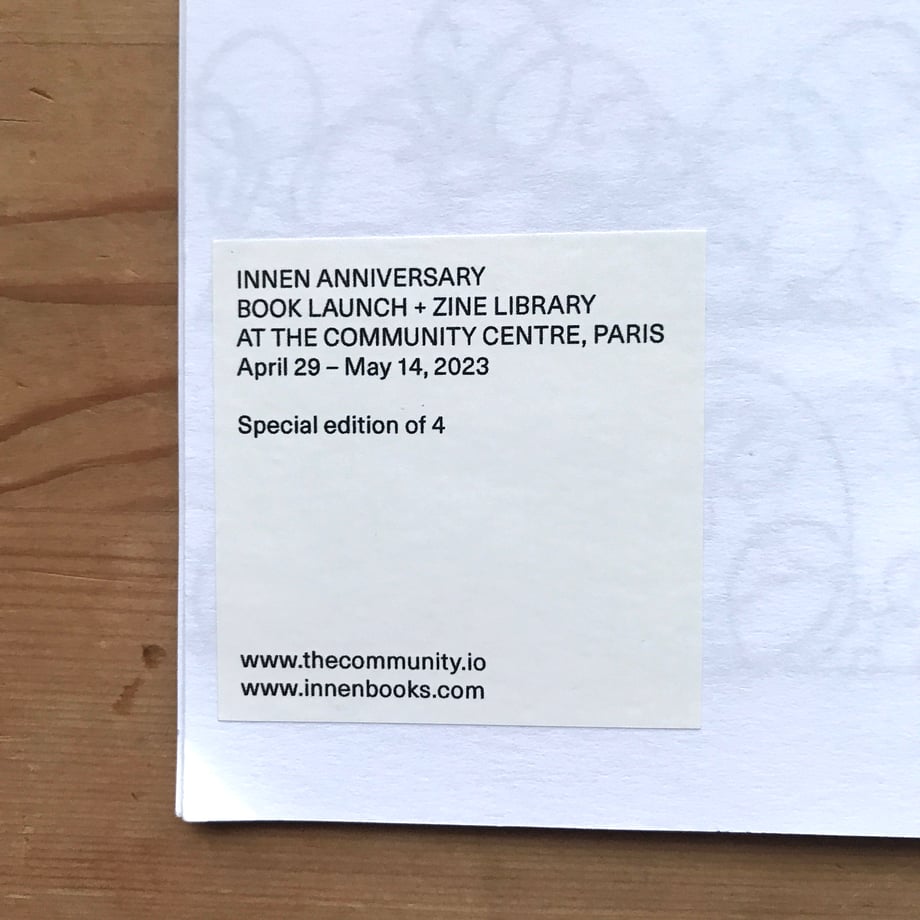 INNEN ANNIVERSARY
BOOK LAUNCH + ZINE LIBRARY
AT THE COMMUNITY CENTRE, PARIS
April 29 – May 14, 2023
Special edition of 4
www.thecommunity.io
www.innenbooks.com